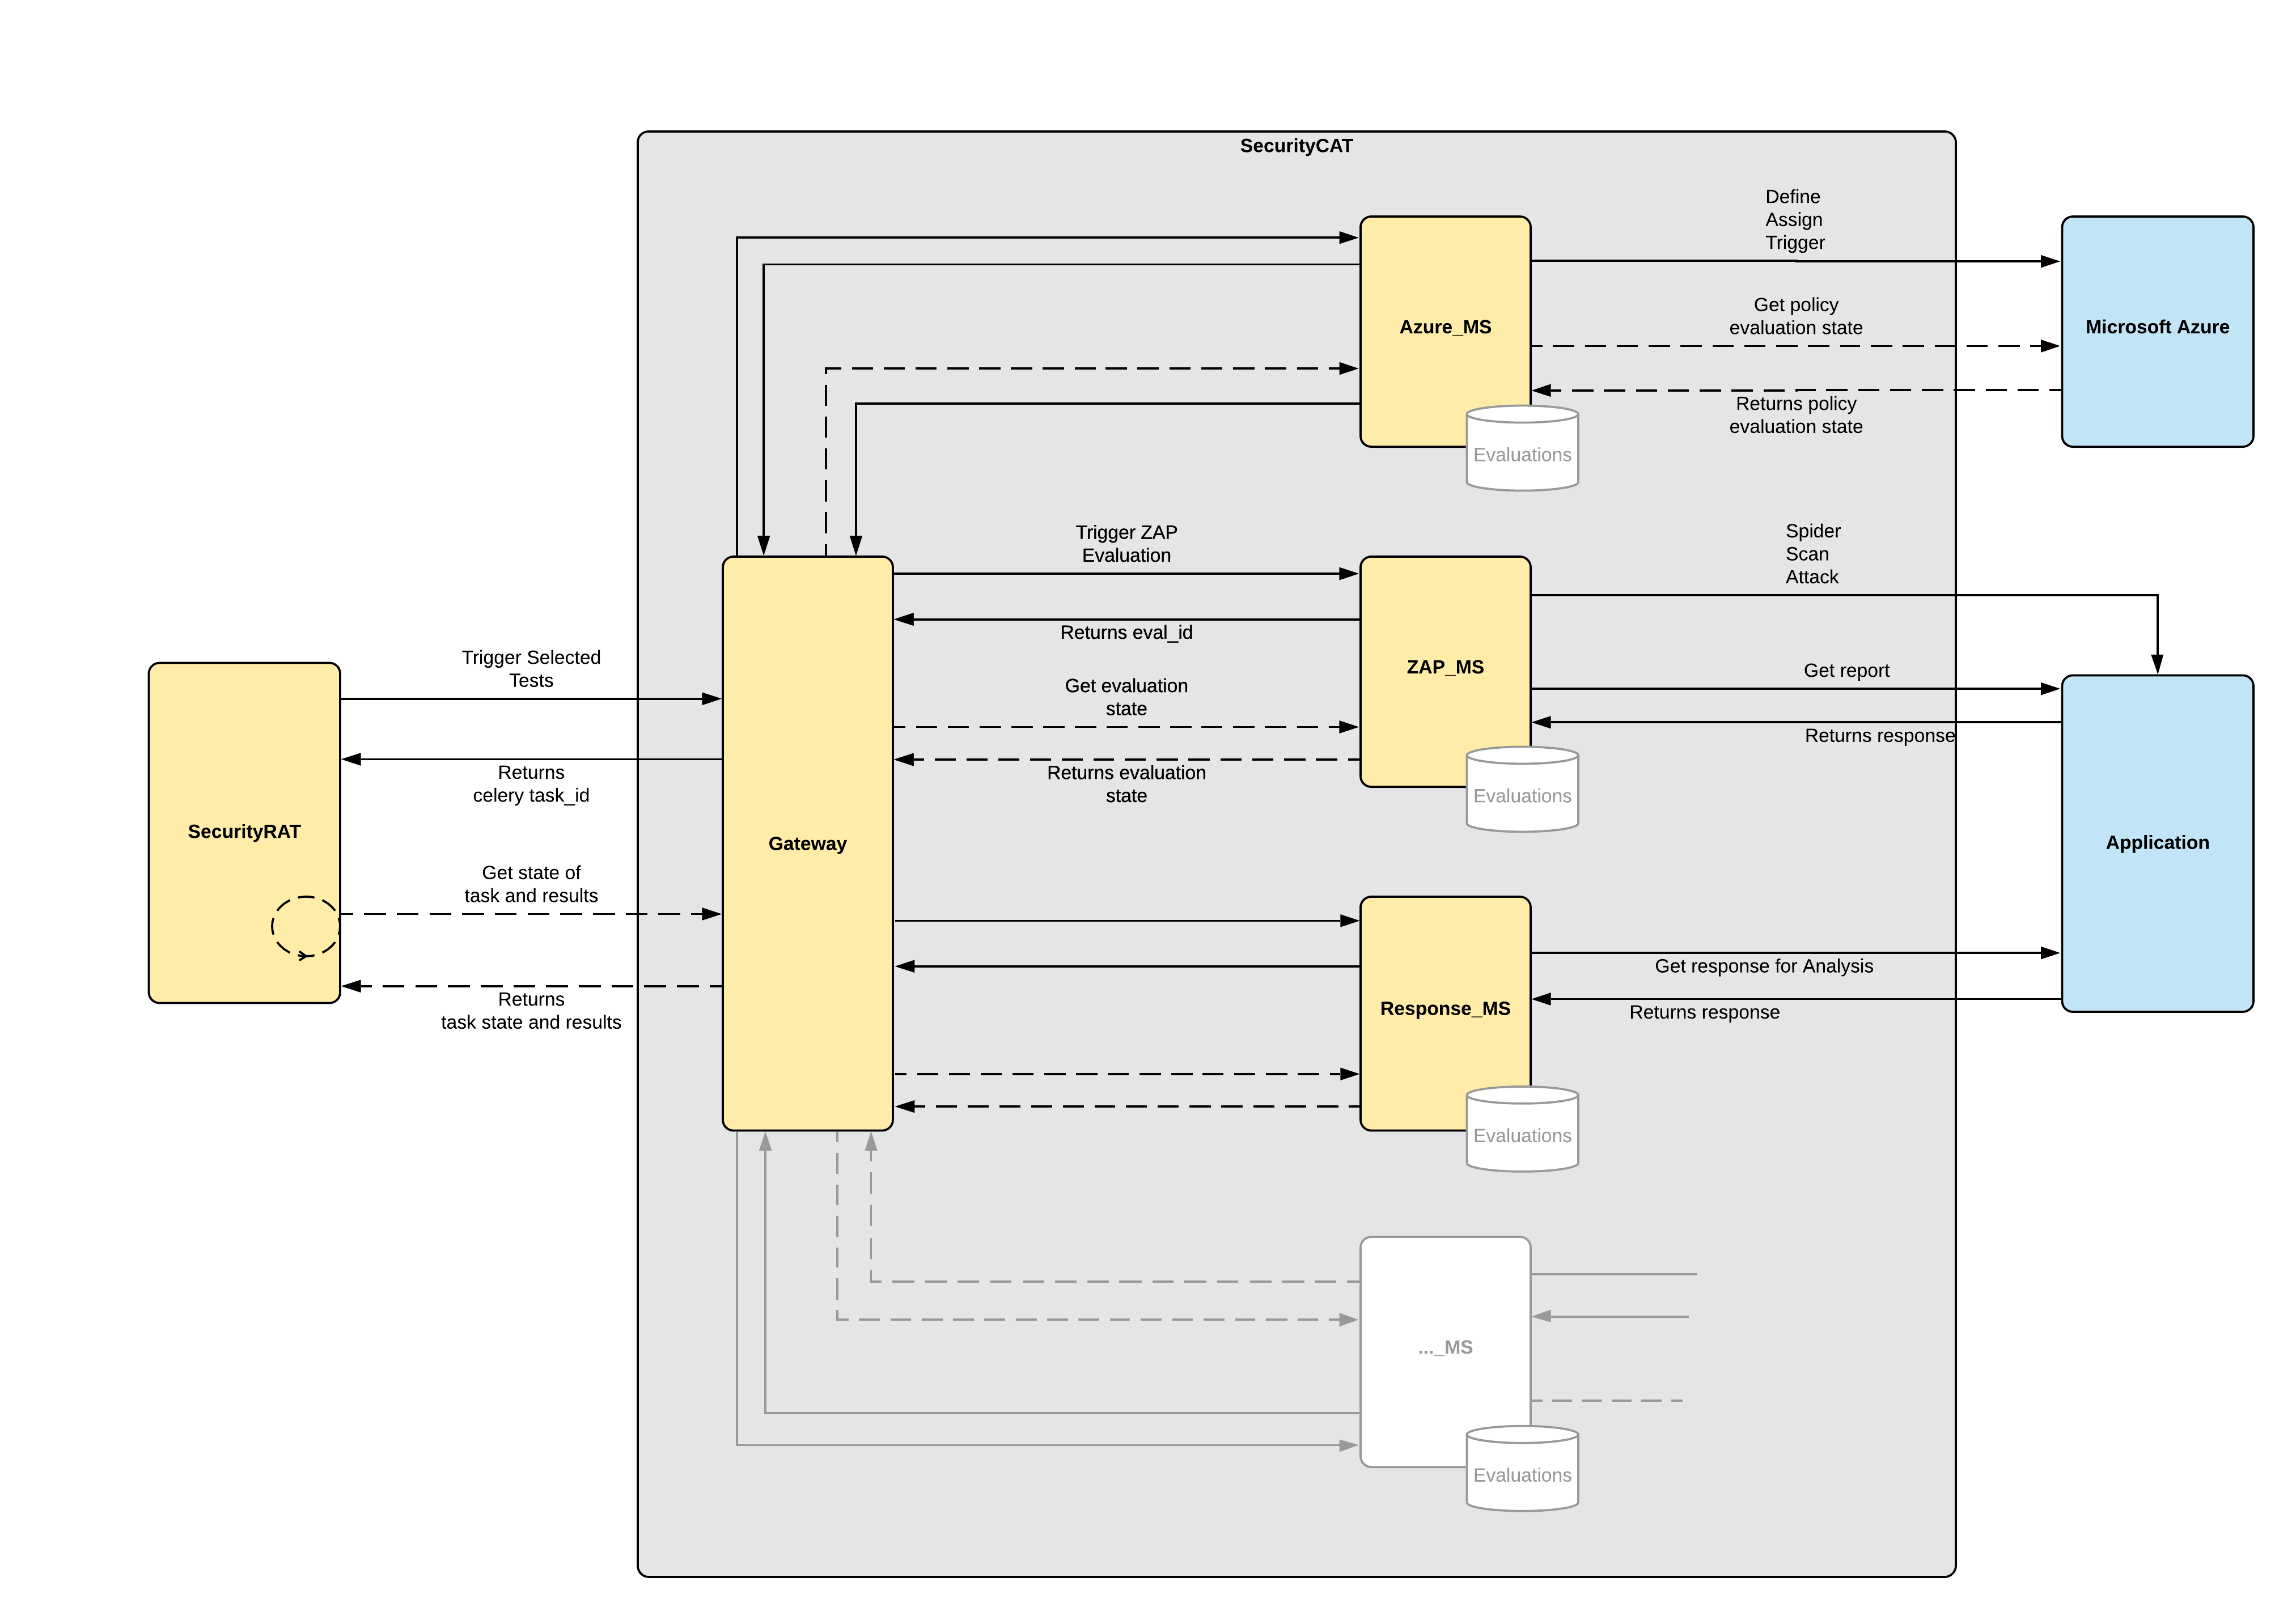 SecurityCAT
Define
Assign
Trigger
Azure_MS
Microsoft Azure
Get policy
evaluation state
Returns policy
evaluation state
Evaluations
Trigger ZAP
Evaluation
Returns eval_id
Get evaluation
state
Returns evaluation
state
ZAP_MS
Spider
Scan
Attack
Get report
Returns response
Evaluations
Trigger Selected
Tests
Returns
celery task_id
SecurityRAT
Get state of
task and results
Returns
task state and results
Gateway
Application
Response_MS
Get response for Analysis
Returns response
Evaluations
..._MS
Evaluations